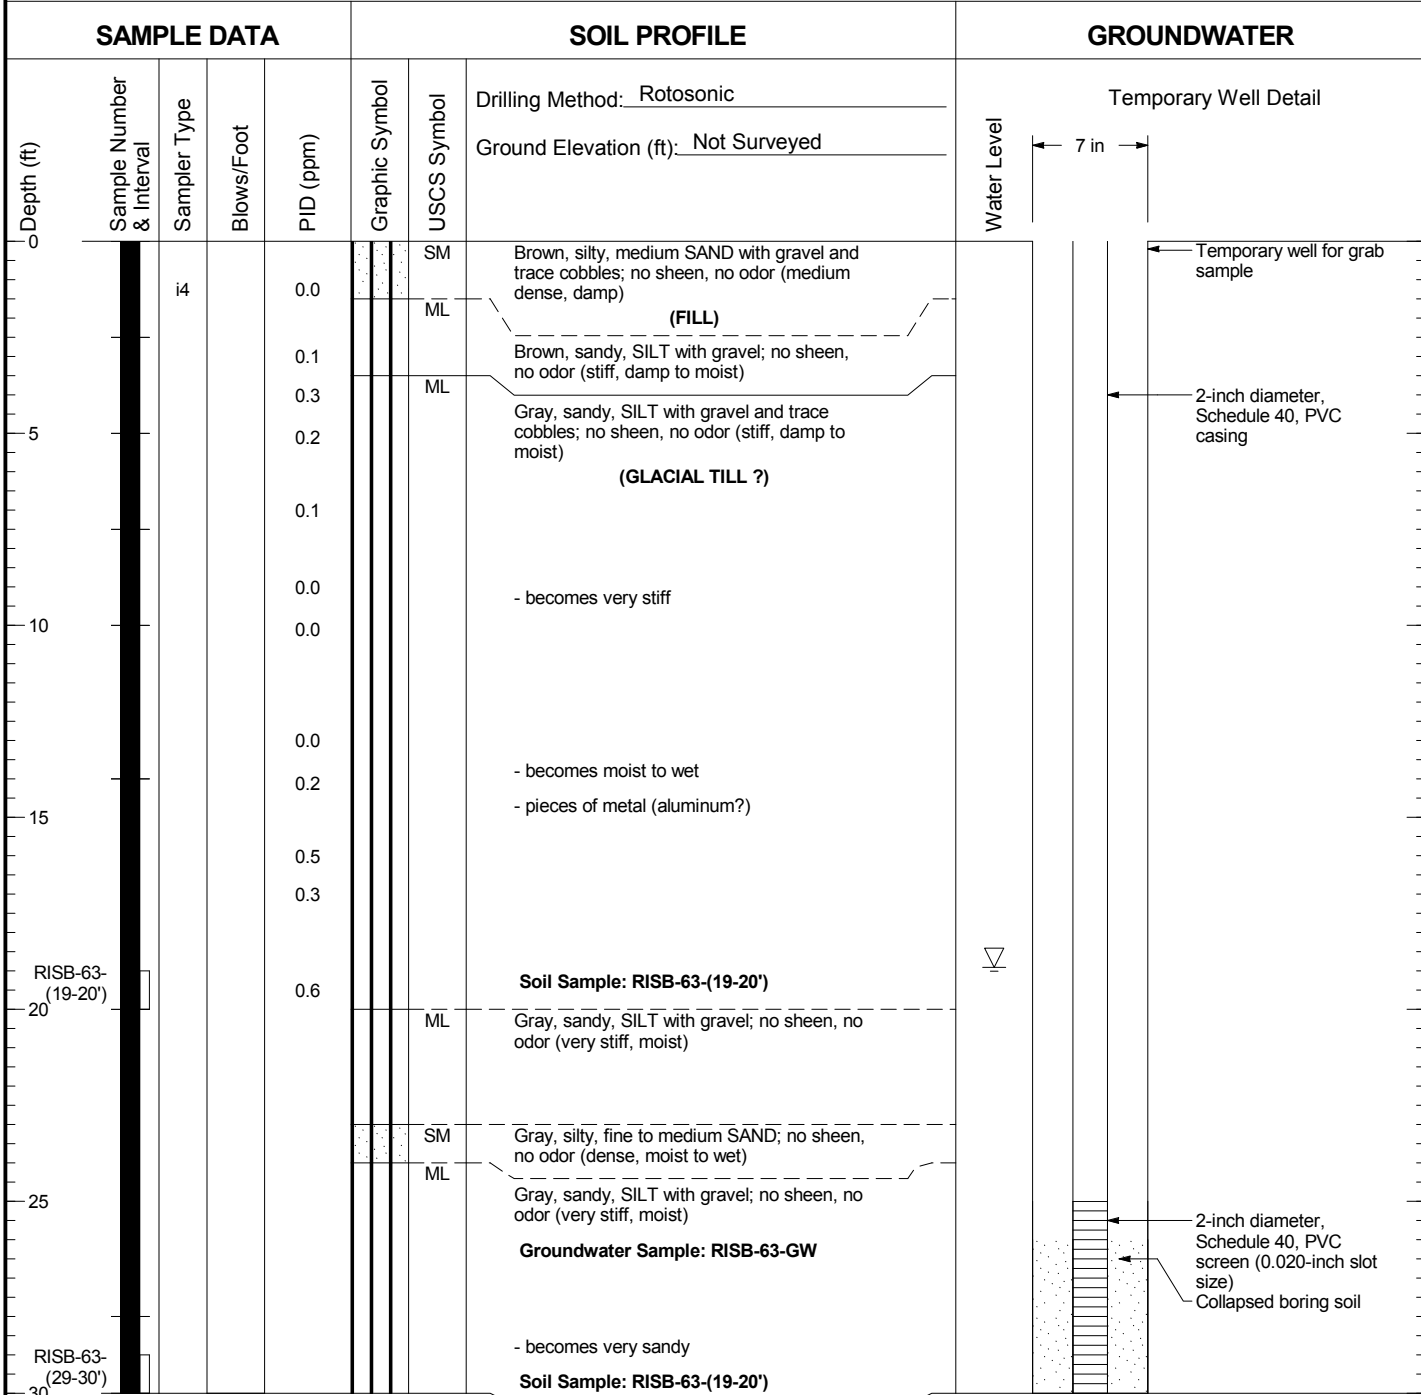 SAMPLE DATA
SOIL PROFILE
GROUNDWATER
Depth (ft)
Sample Number
& Interval
Sampler Type
Blows/Foot
PID (ppm)
Graphic Symbol
USCS Symbol
Drilling Method: Rotosonic
Ground Elevation (ft): Not Surveyed
Water Level
Temporary Well Detail
7 in
0
SM
Brown, silty, medium SAND with gravel and
trace cobbles; no sheen, no odor (medium
dense, damp)
Temporary well for grab
sample
i4
0.0
ML
(FILL)
0.1
Brown, sandy, SILT with gravel; no sheen,
no odor (stiff, damp to moist)
ML
0.3
Gray, sandy, SILT with gravel and trace
cobbles; no sheen, no odor (stiff, damp to
moist)
2-inch diameter,
Schedule 40, PVC
casing
5
0.2
(GLACIAL TILL ?)
0.1
0.0
- becomes very stiff
10
0.0
0.0
- becomes moist to wet
0.2
- pieces of metal (aluminum?)
15
0.5
0.3
RISB-63-
(19-20')
0.6
Soil Sample: RISB-63-(19-20')
20
ML
Gray, sandy, SILT with gravel; no sheen, no
odor (very stiff, moist)
SM
Gray, silty, fine to medium SAND; no sheen,
no odor (dense, moist to wet)
ML
Gray, sandy, SILT with gravel; no sheen, no
odor (very stiff, moist)
25
2-inch diameter,
Schedule 40, PVC
screen (0.020-inch slot
size)
Groundwater Sample: RISB-63-GW
Collapsed boring soil
- becomes very sandy
RISB-63-
(29-30')
Soil Sample: RISB-63-(19-20')
30